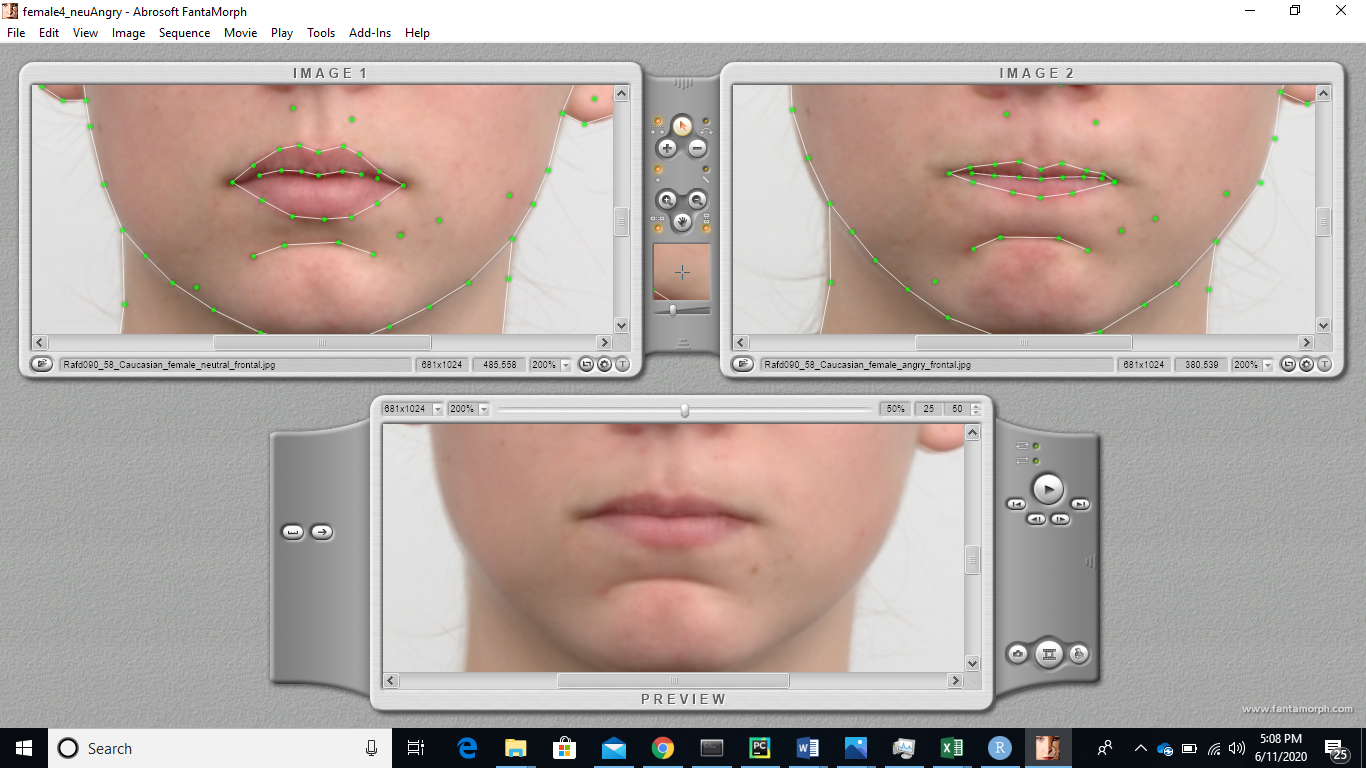 female4_neuAngry - Abrosoft FantaMorph
File Edit View Image Sequence Movie Play Tools Add-Ins Help
IMAGE 1
IMAGE 2
Rafd090_58_Caucasian_female_neutral_frontal.jpg 681x1024 485,558 200% T
Rafd090_58_Caucasian_female_angry_frontal.jpg 681x1024 380,539 200% T
681x1024 200% 50% 25 50
PREVIEW
www.fantamorph.com
Search
PC
W
X
R
5:08 PM
6/11/2020
25